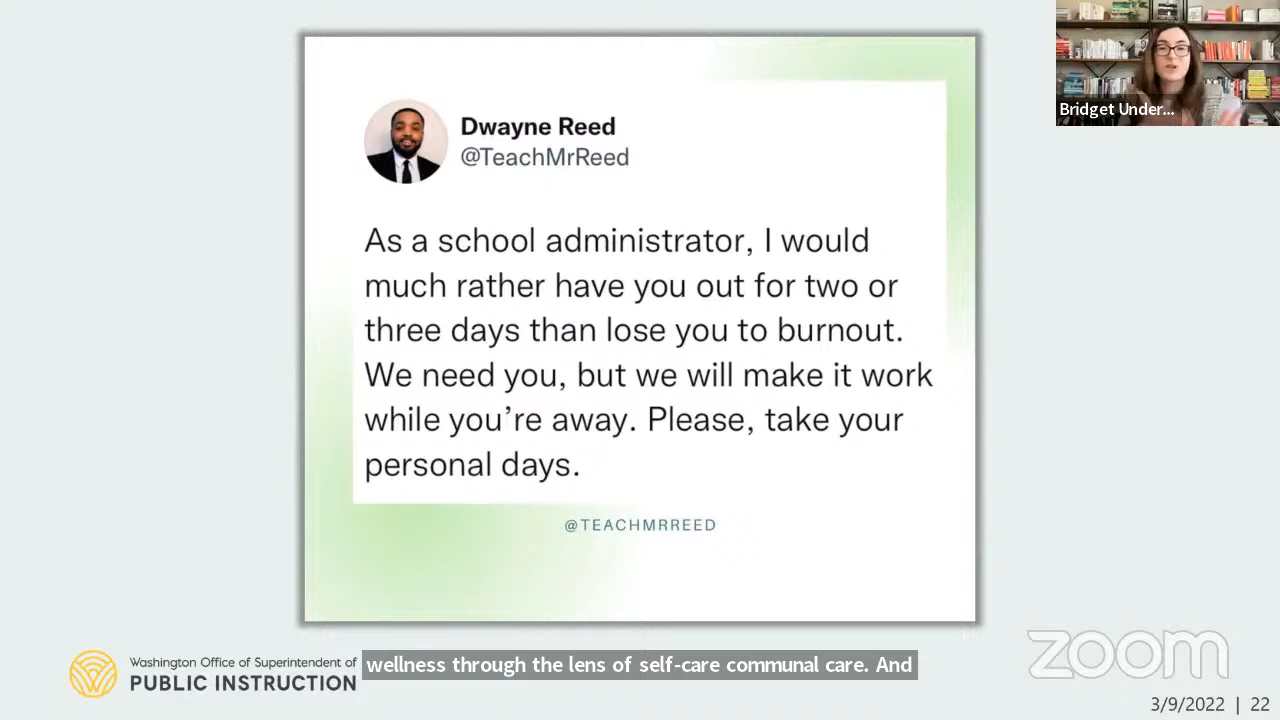 Dwayne Reed
@TeachMrReed
As a school administrator, I would
much rather have you out for two or
three days than lose you to burnout.
We need you, but we will make it work
while you’re away. Please, take your
personal days.
@TEACHMRREED
Bridget Under...
Washington Office of Superintendent of
PUBLIC INSTRUCTION
wellness through the lens of self-care communal care. And
zoom
3/9/2022 | 22